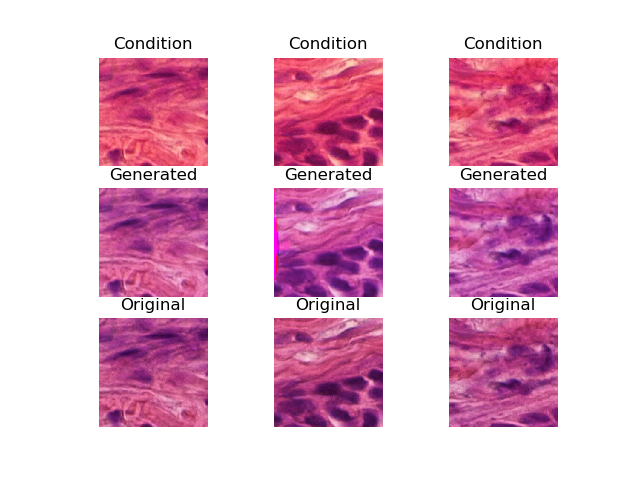 Condition Condition Condition
Generated Generated Generated
Original Original Original